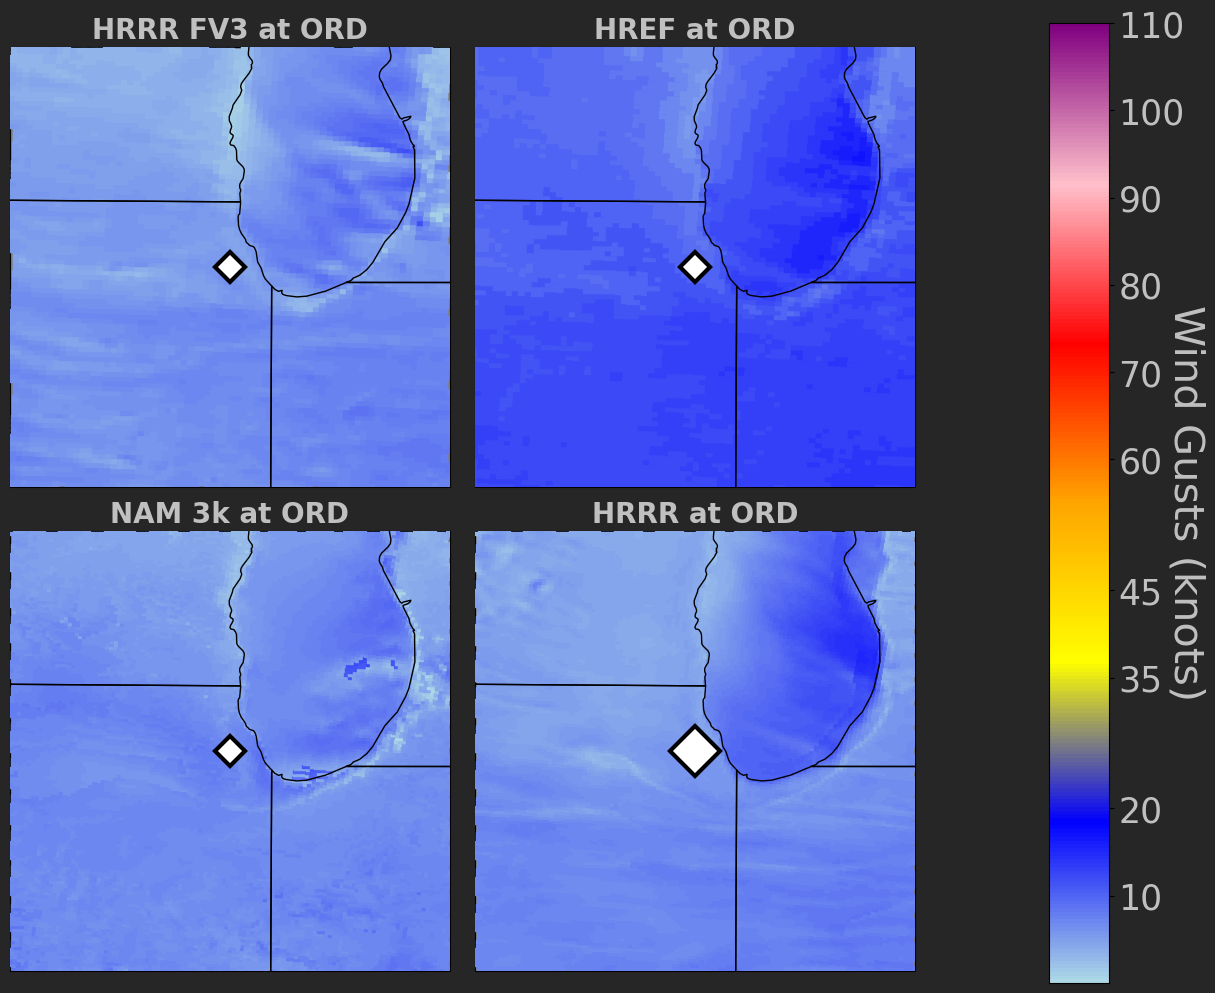 HRRR FV3 at ORD
HREF at ORD
NAM 3k at ORD
HRRR at ORD
110
100
90
80
70
60
45
35
20
10
Wind Gusts (knots)